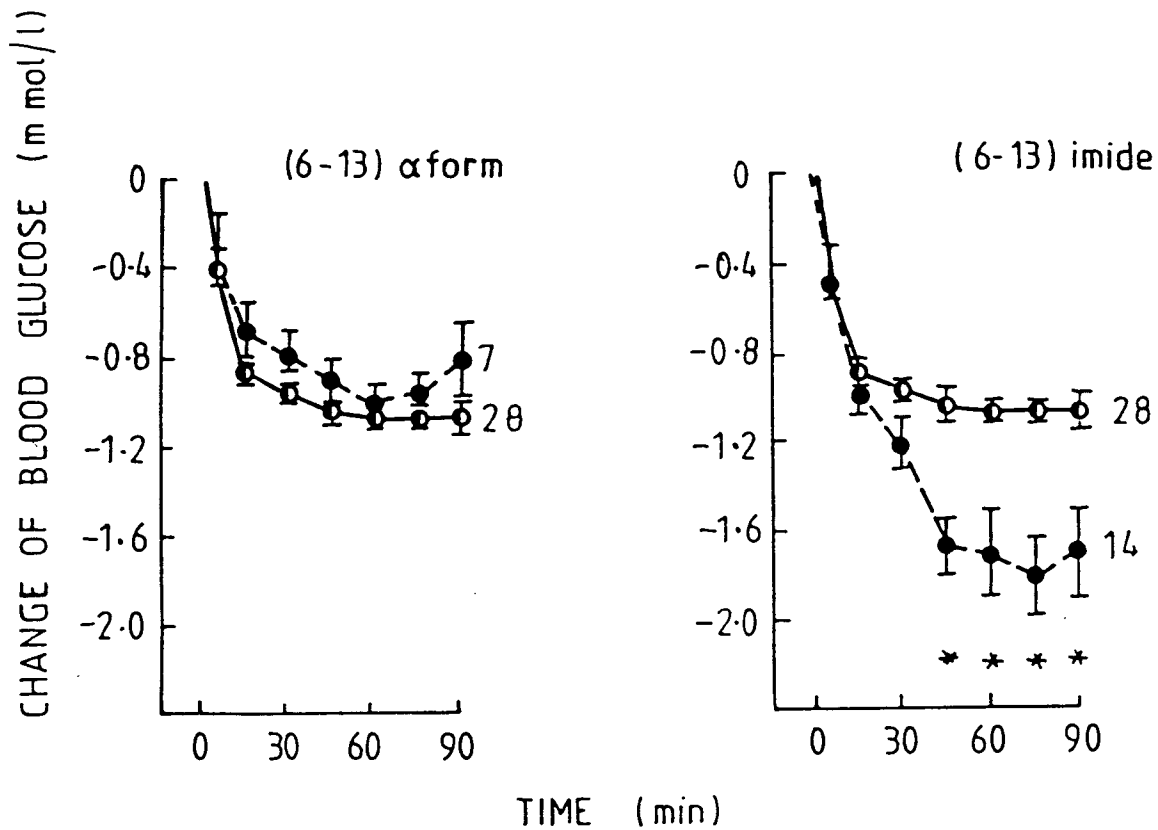 CHANGE OF BLOOD GLUCOSE (m mol/l)
(6-13) αform
0
-0·4
-0·8
-1·2
-1·6
-2·0
7
28
0 30 60 90
(6-13) imide
0
-0·4
-0·8
-1·2
-1·6
-2·0
28
14
* * * *
0 30 60 90
TIME (min)